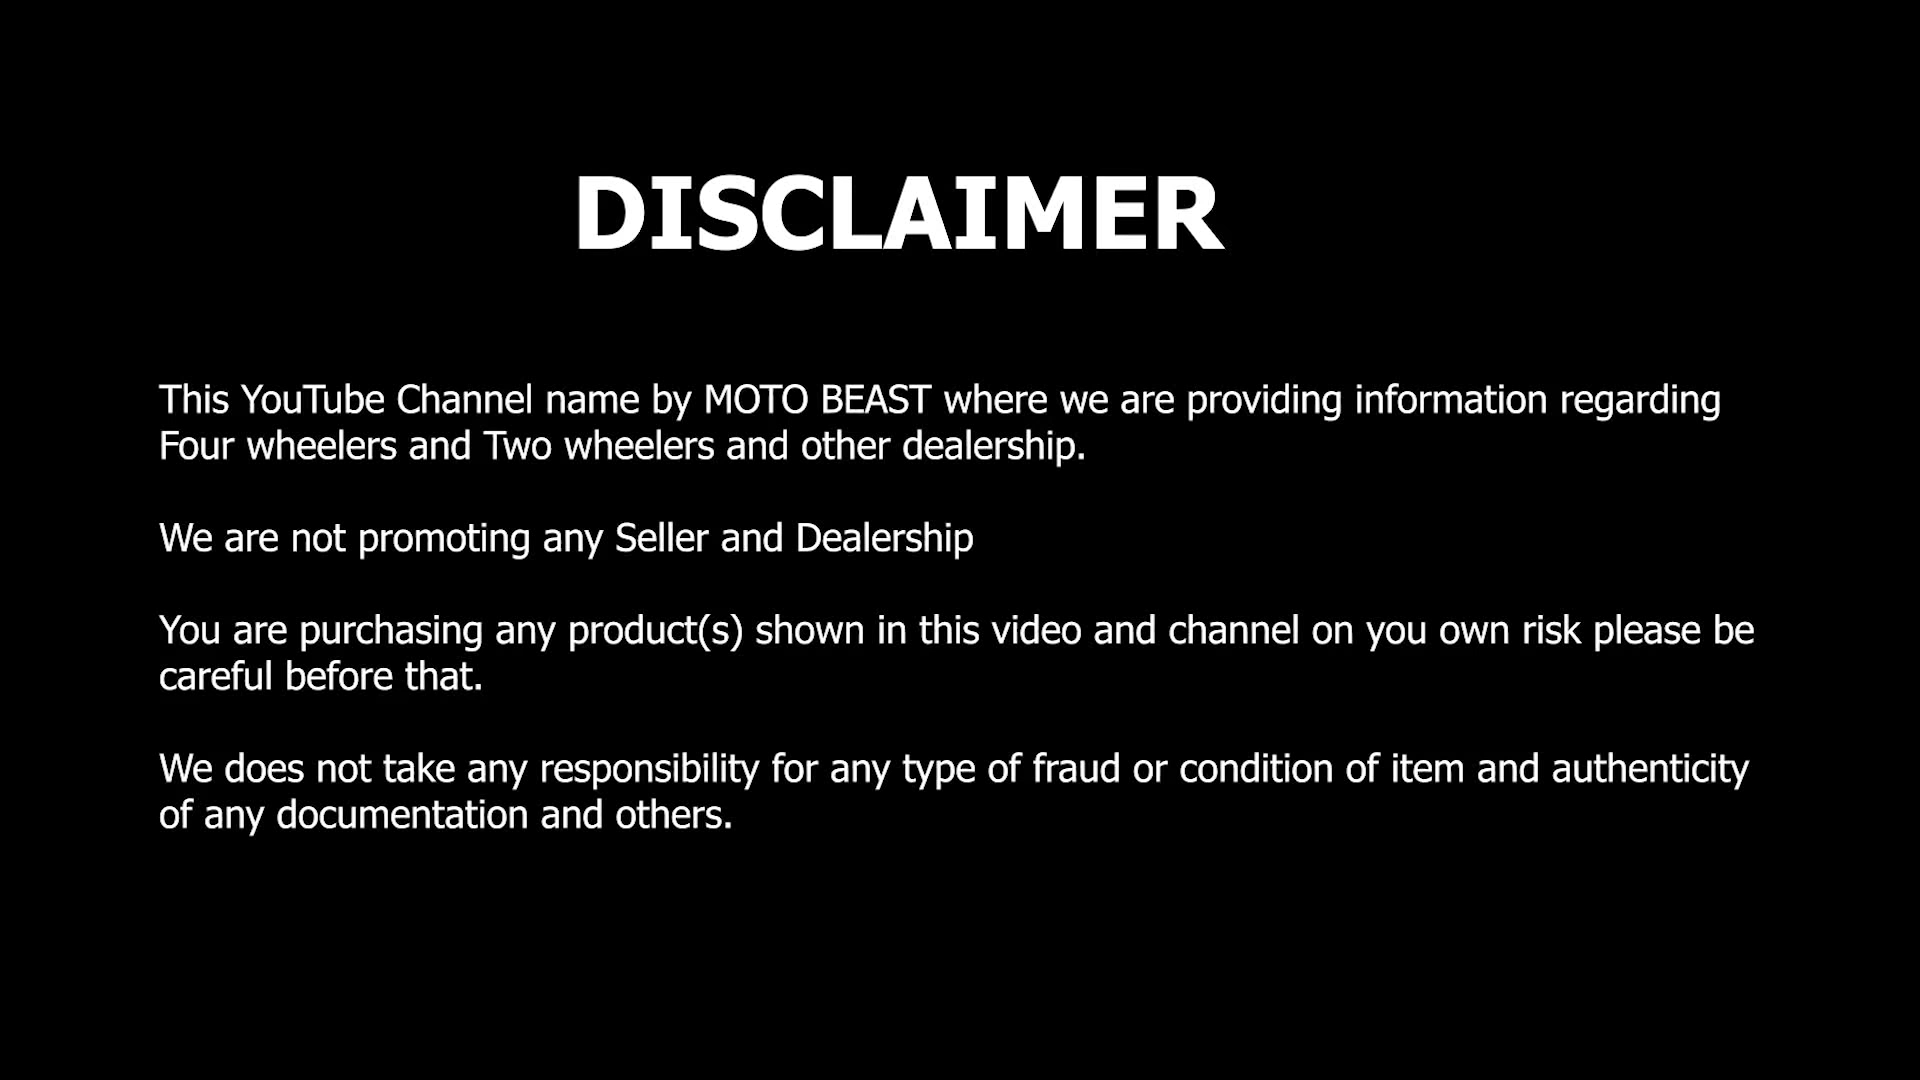 DISCLAIMER
This YouTube Channel name by MOTO BEAST where we are providing information regarding
Four wheelers and Two wheelers and other dealership.
We are not promoting any Seller and Dealership
You are purchasing any product(s) shown in this video and channel on you own risk please be
careful before that.
We does not take any responsibility for any type of fraud or condition of item and authenticity
of any documentation and others.